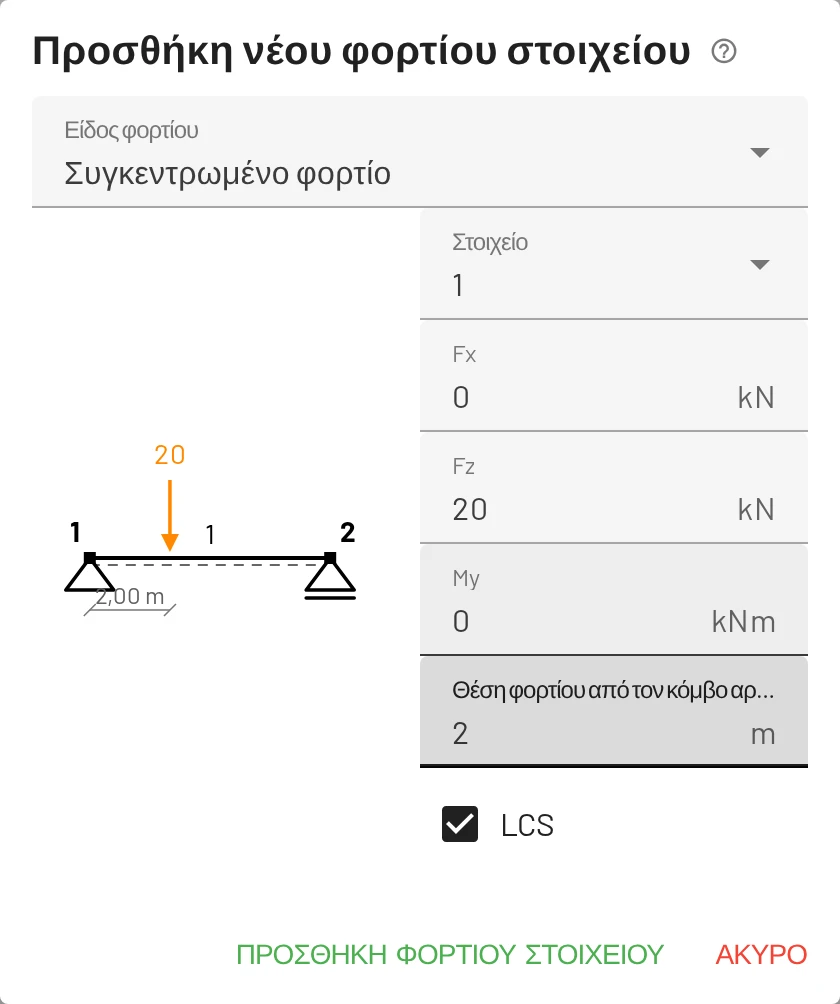 Προσθήκη νέου φορτίου στοιχείου ?
Είδος φορτίου
Συγκεντρωμένο φορτίο
Στοιχείο
1
Fx
0 kN
Fz
20 kN
My
0 kNm
Θέση φορτίου από τον κόμβο αρ...
2 m
LCS
20
1 1 2
2,00 m
ΠΡΟΣΘΗΚΗ ΦΟΡΤΙΟΥ ΣΤΟΙΧΕΙΟΥ ΑΚΥΡΟ